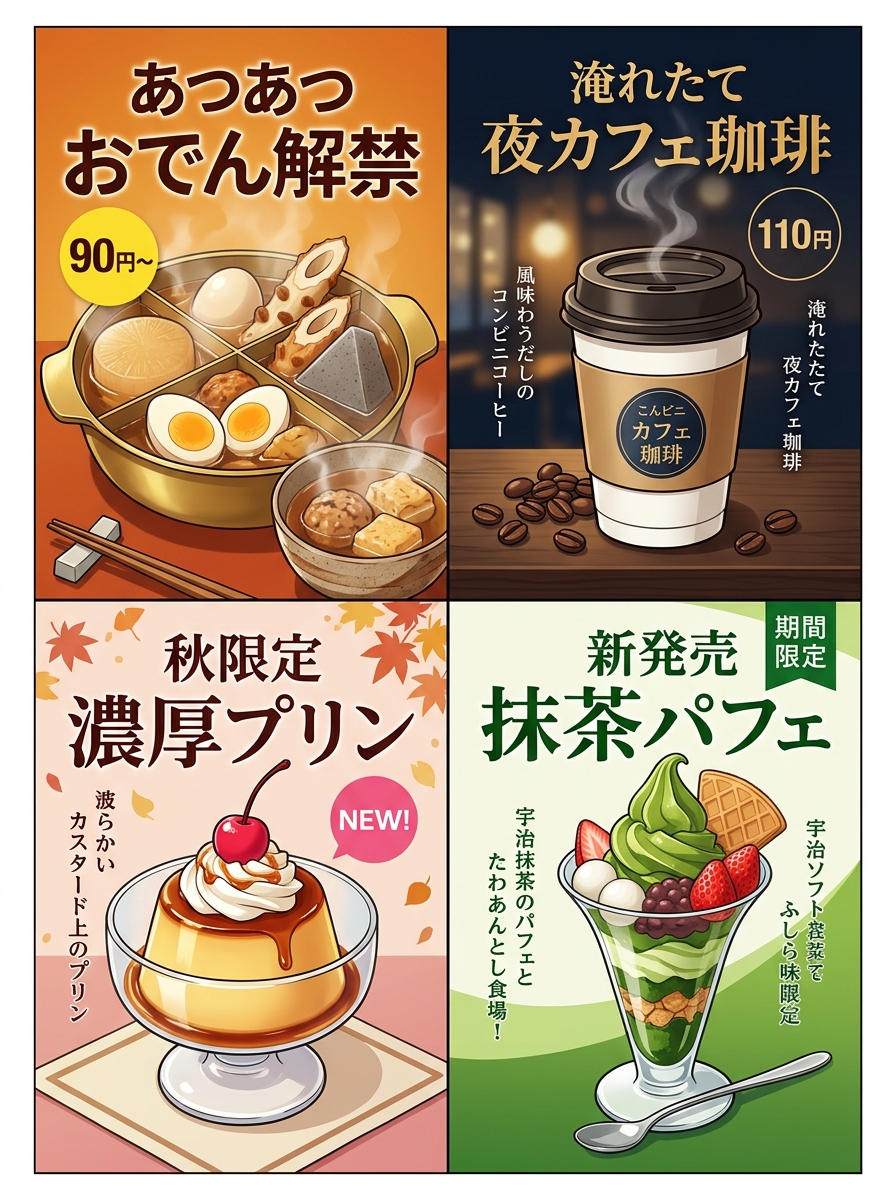 あつあつ
おでん解禁
90円~
淹れたて
夜カフェ珈琲
110円
淹れたたて
夜カフェ珈琲
風味わうだしの
コンビニコーヒー
こんビニ
カフェ
珈琲
秋限定
濃厚プリン
NEW!
波らかい
カスタード上のプリン
期間
限定
新発売
抹茶パフェ
宇治ソフト
ふしら味限定
宇治抹茶のパフェと
たわあんとし食場!